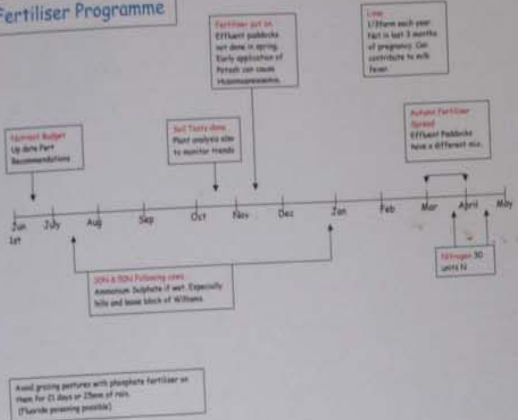 Fertiliser Programme
Fertiliser put on
Effluent paddocks
not done in spring.
Early application of
Potash can cause
Hypomagnesaemia.
Lime
1/3farm each year.
Not in last 3 months
of pregnancy. Can
contribute to milk
fever.
Nutrient Budget
Up date Fert
Recommendations
Soil Tests done
Plant analysis also
to monitor trends
Autumn Fertiliser
Spread
Effluent Paddocks
have a different mix.
Jun
1st
July
Aug
Sep
Oct
Nov
Dec
Jan
Feb
Mar
April
May
30N & 50N Following cows
Ammonium Sulphate if wet. Especially
hills and lease block of Williams.
Nitrogen 30
units N
Avoid grazing pastures with phosphate fertiliser on
them for 21 days or 25mm of rain.
(Fluoride poisoning possible)